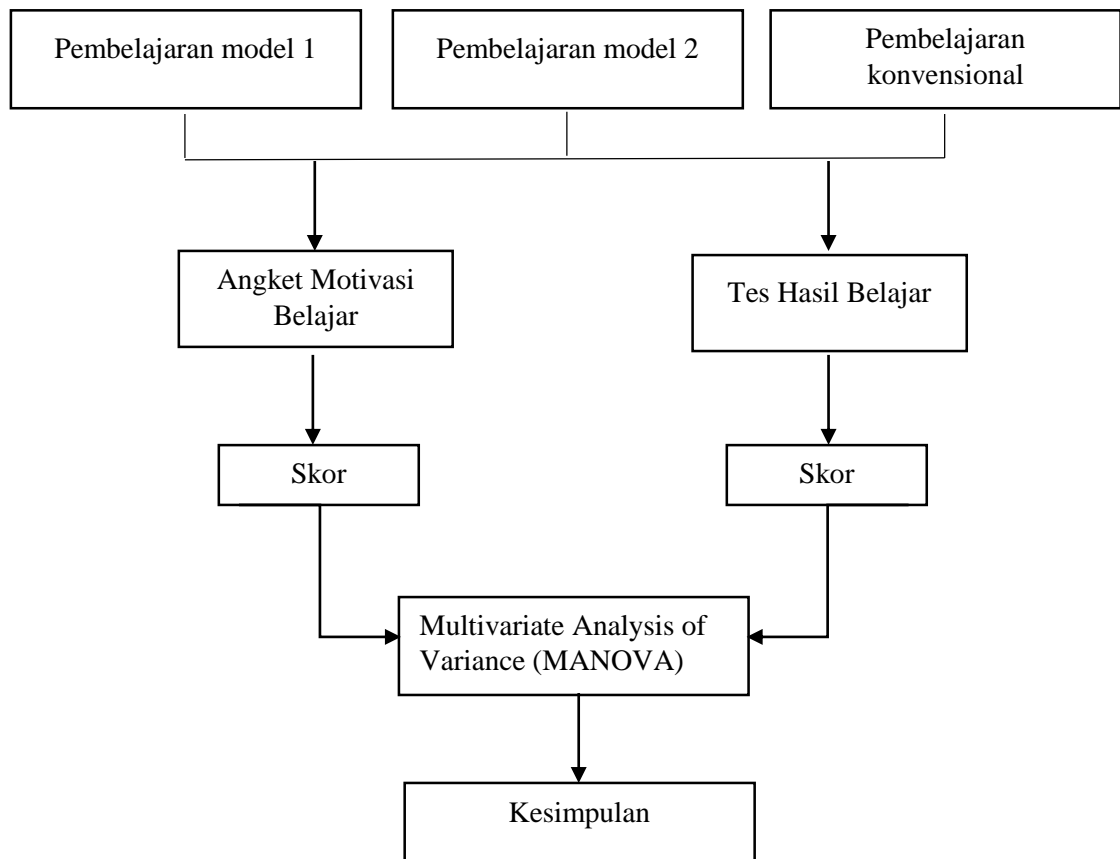 Pembelajaran model 1
Pembelajaran model 2
Pembelajaran
konvensional
Angket Motivasi
Belajar
Tes Hasil Belajar
Skor
Skor
Multivariate Analysis of
Variance (MANOVA)
Kesimpulan